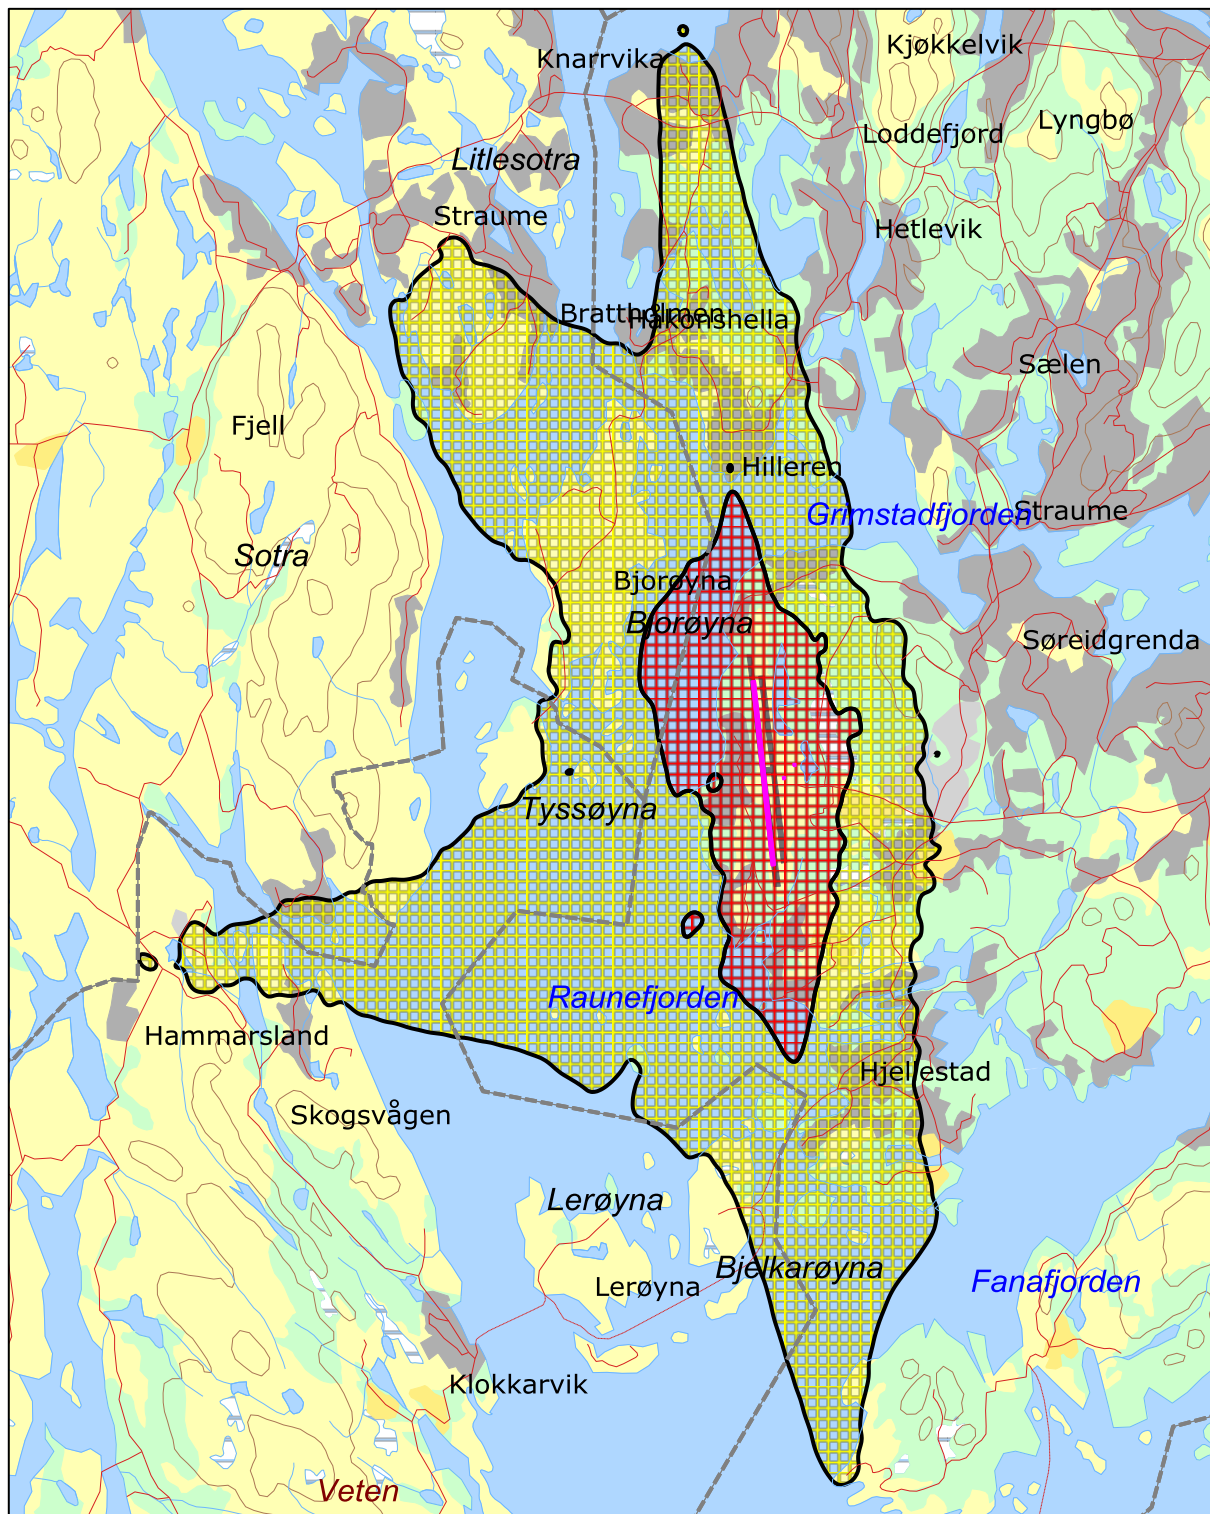 Kjøkkelvik
Knarrvika
Lyngbø
Loddefjord
Litlesotra
Straume
Hetlevik
Brattholmen
Håkonshella
Sælen
Fjell
Hilleren
Grimstadfjorden
Straume
Sotra
Bjorøyna
Bjorøyna
Søreidgrenda
Tyssøyna
Raunefjorden
Hammarsland
Hjellestad
Skogsvågen
Lerøyna
Bjelkarøyna
Lerøyna
Fanafjorden
Klokkarvik
Veten